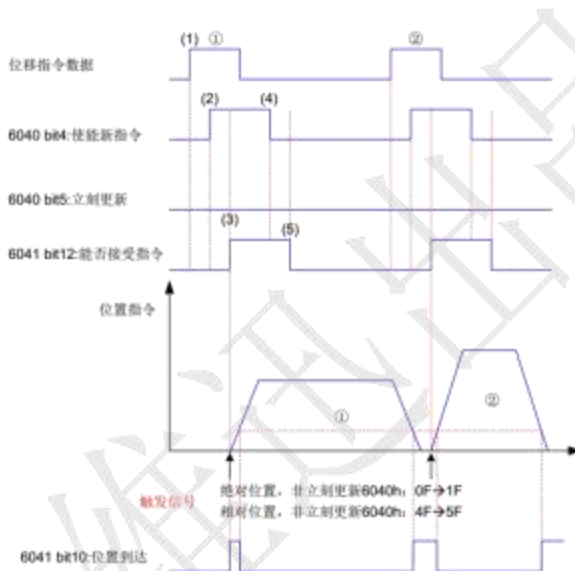 (1) ① ②
位移指令数据
(2) (4)
6040 bit4:使能新指令
6040 bit5:立刻更新
(3) (5)
6041 bit12:能否接受指令
位置指令
① ②
触发信号
绝对位置，非立刻更新6040h：0F→1F
相对位置，非立刻更新6040h：4F→5F
6041 bit10:位置到达